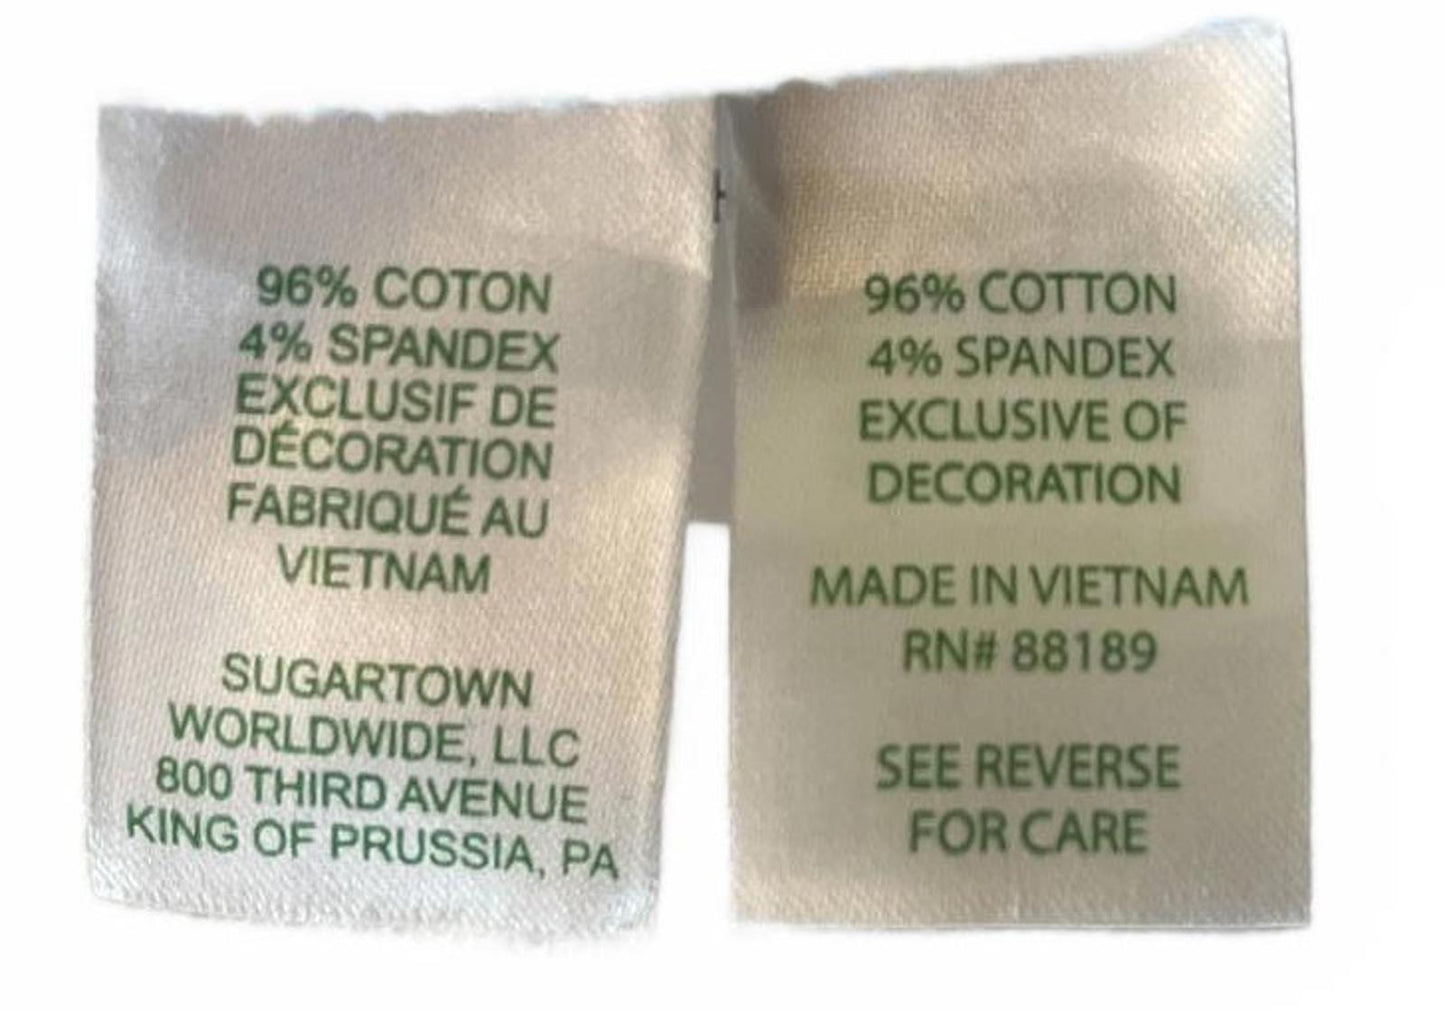 96% COTON
4% SPANDEX
EXCLUSIF DE
DÉCORATION
FABRIQUÉ AU
VIETNAM
SUGARTOWN
WORLDWIDE, LLC
800 THIRD AVENUE
KING OF PRUSSIA, PA
96% COTTON
4% SPANDEX
EXCLUSIVE OF
DECORATION
MADE IN VIETNAM
RN# 88189
SEE REVERSE
FOR CARE